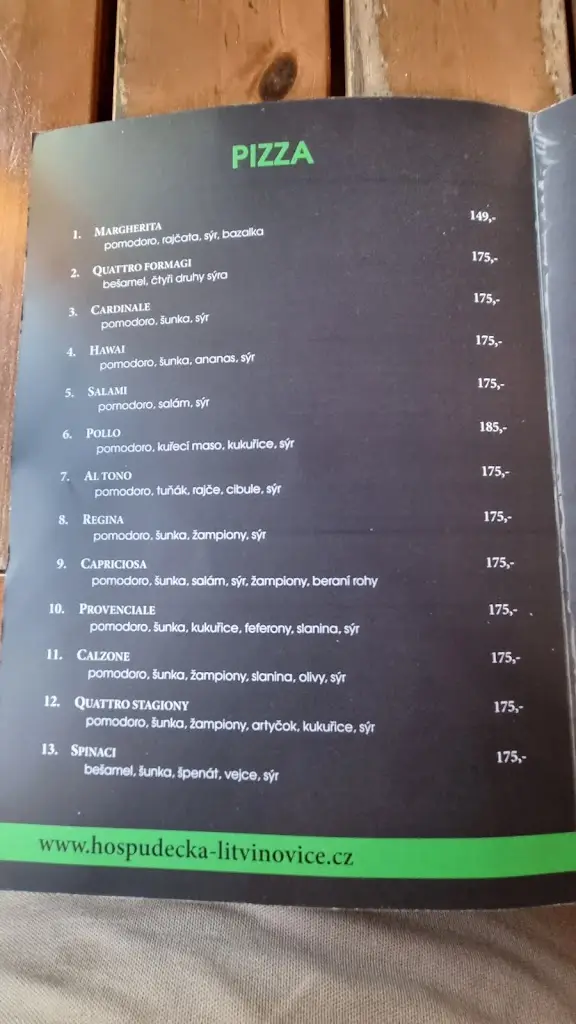 PIZZA
1. MARGHERITA 149,-
pomodoro, rajčata, sýr, bazalka
2. QUATTRO FORMAGI 175,-
bešamel, čtyři druhy sýra
3. CARDINALE 175,-
pomodoro, šunka, sýr
4. HAWAI 175,-
pomodoro, šunka, ananas, sýr
5. SALAMI 175,-
pomodoro, salám, sýr
6. POLLO 185,-
pomodoro, kuřecí maso, kukuřice, sýr
7. AL TONO 175,-
pomodoro, tuňák, rajče, cibule, sýr
8. REGINA 175,-
pomodoro, šunka, žampiony, sýr
9. CAPRICIOSA 175,-
pomodoro, šunka, salám, sýr, žampiony, beraní rohy
10. PROVENCIALE 175,-
pomodoro, šunka, kukuřice, feferony, slanina, sýr
11. CALZONE 175,-
pomodoro, šunka, žampiony, slanina, olivy, sýr
12. QUATTRO STAGIONY 175,-
pomodoro, šunka, žampiony, artyčok, kukuřice, sýr
13. SPINACI 175,-
bešamel, šunka, špenát, vejce, sýr
www.hospudecka-litvinovice.cz